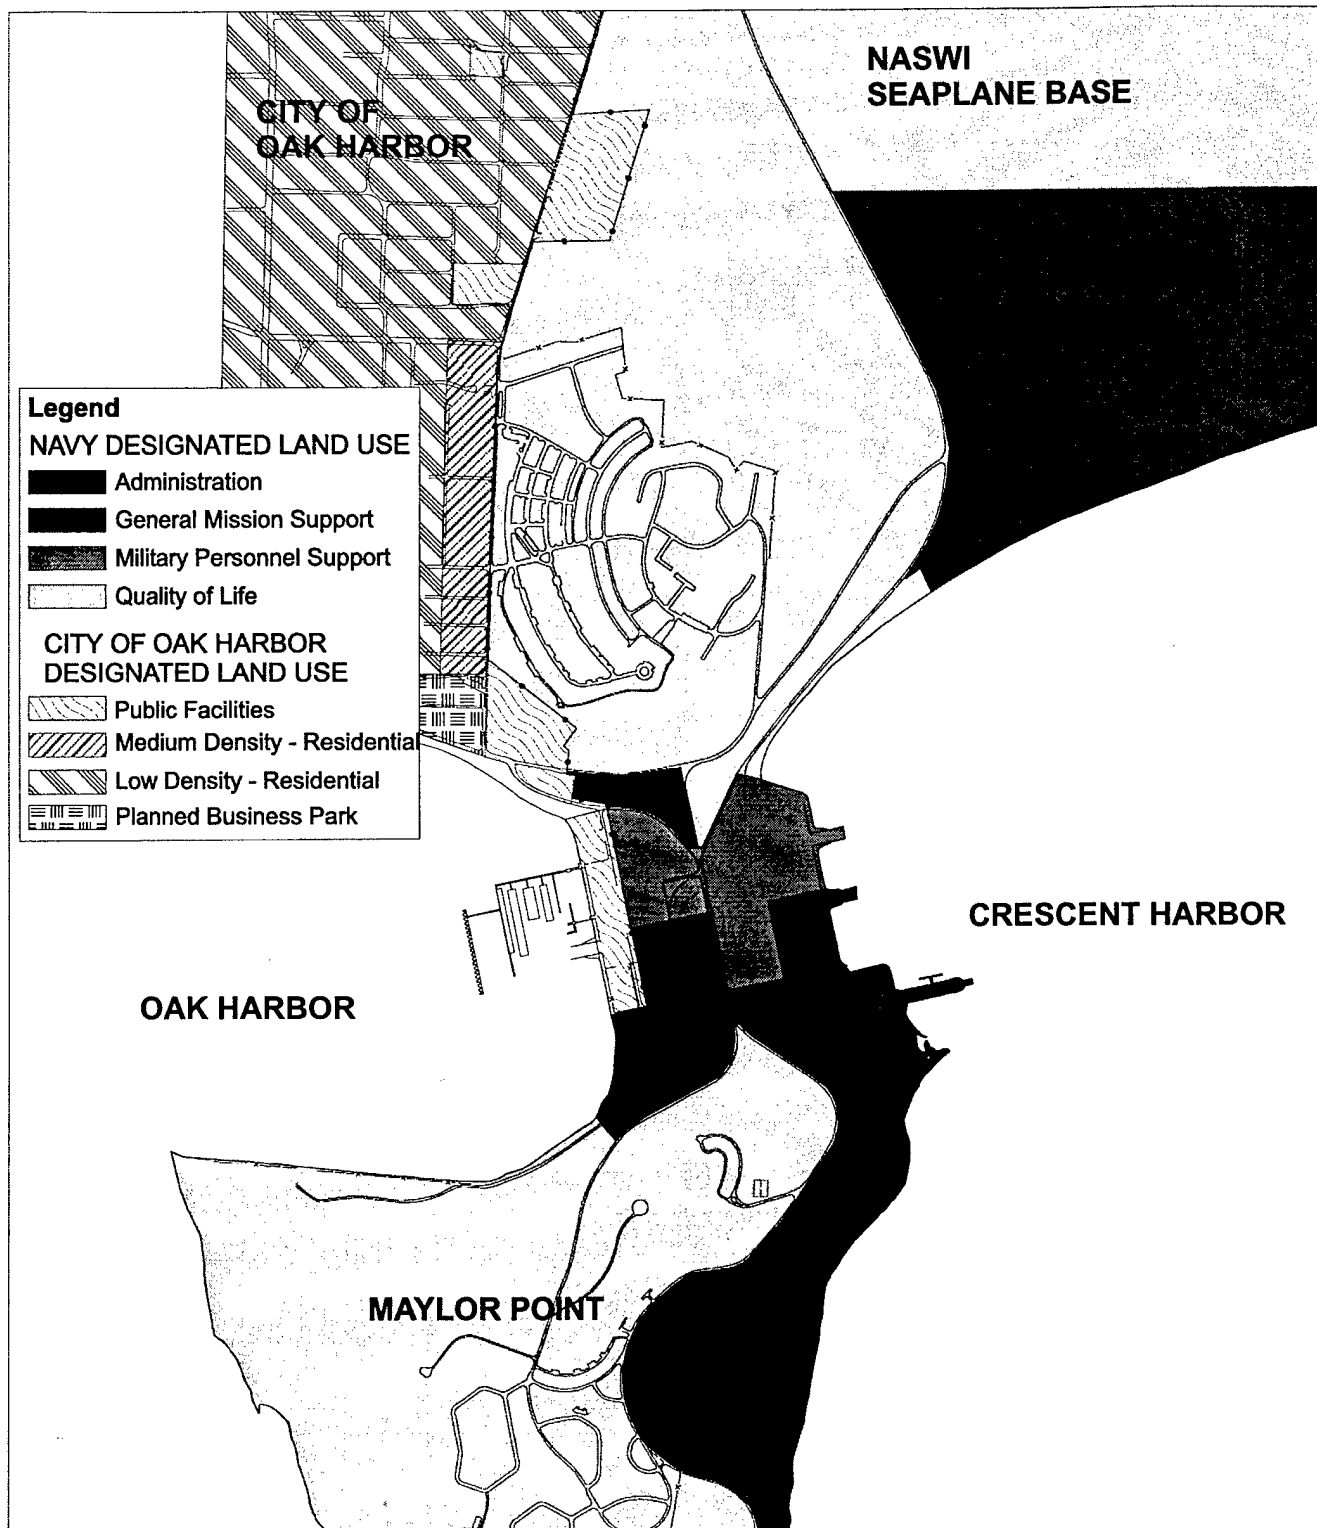 NASWI
SEAPLANE BASE
CITY OF
OAK HARBOR
Legend
NAVY DESIGNATED LAND USE
Administration
General Mission Support
Military Personnel Support
Quality of Life
CITY OF OAK HARBOR
DESIGNATED LAND USE
Public Facilities
Medium Density - Residential
Low Density - Residential
Planned Business Park
CRESCENT HARBOR
OAK HARBOR
MAYLOR POINT